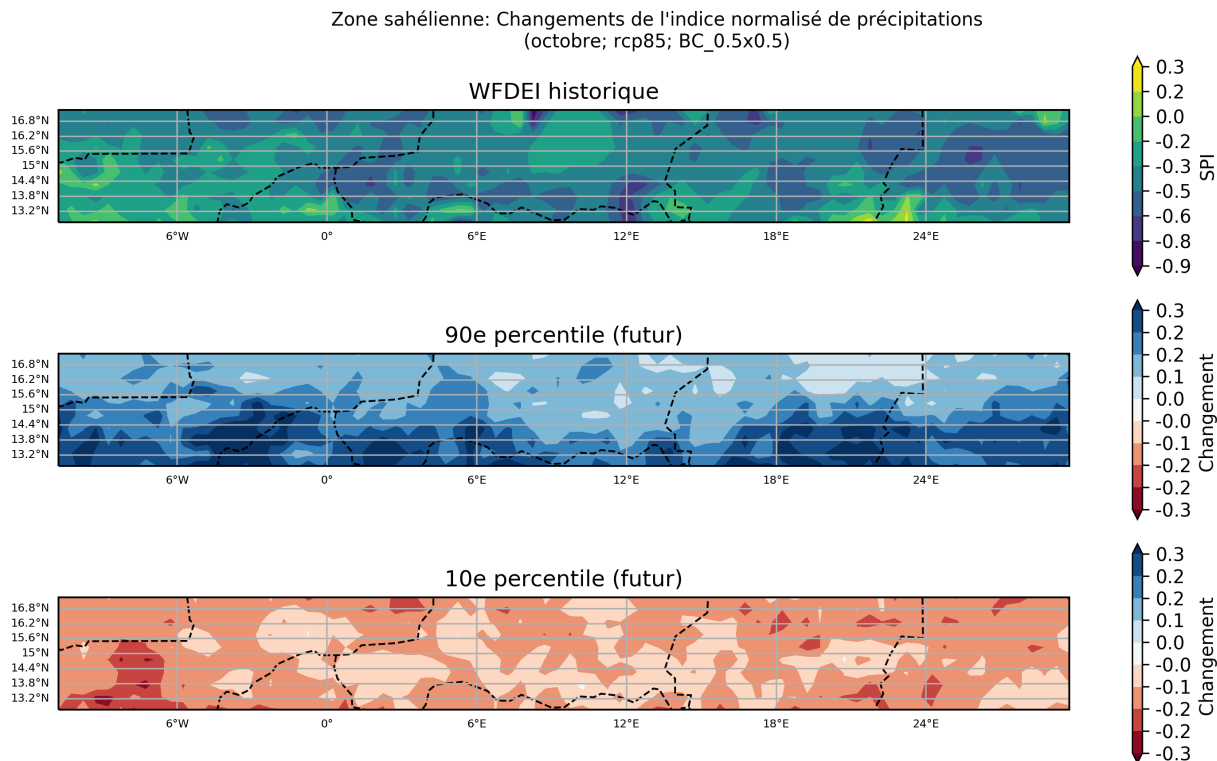 Zone sahélienne: Changements de l'indice normalisé de précipitations
(octobre; rcp85; BC_0.5x0.5)
WFDEI historique
16.8°N
16.2°N
15.6°N
15°N
14.4°N
13.8°N
13.2°N
6°W
0°
6°E
12°E
18°E
24°E
0.3
0.2
0.0
-0.2
-0.3
-0.5
-0.6
-0.8
-0.9
SPI
90e percentile (futur)
16.8°N
16.2°N
15.6°N
15°N
14.4°N
13.8°N
13.2°N
6°W
0°
6°E
12°E
18°E
24°E
0.3
0.2
0.2
0.1
0.0
-0.0
-0.1
-0.2
-0.2
-0.3
Changement
10e percentile (futur)
16.8°N
16.2°N
15.6°N
15°N
14.4°N
13.8°N
13.2°N
6°W
0°
6°E
12°E
18°E
24°E
0.3
0.2
0.2
0.1
0.0
-0.0
-0.1
-0.2
-0.2
-0.3
Changement